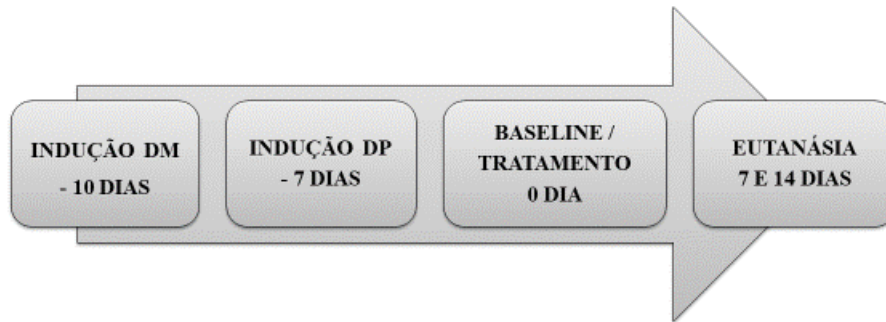 INDUÇÃO DM
- 10 DIAS
INDUÇÃO DP
- 7 DIAS
BASELINE /
TRATAMENTO
0 DIA
EUTANÁSIA
7 E 14 DIAS